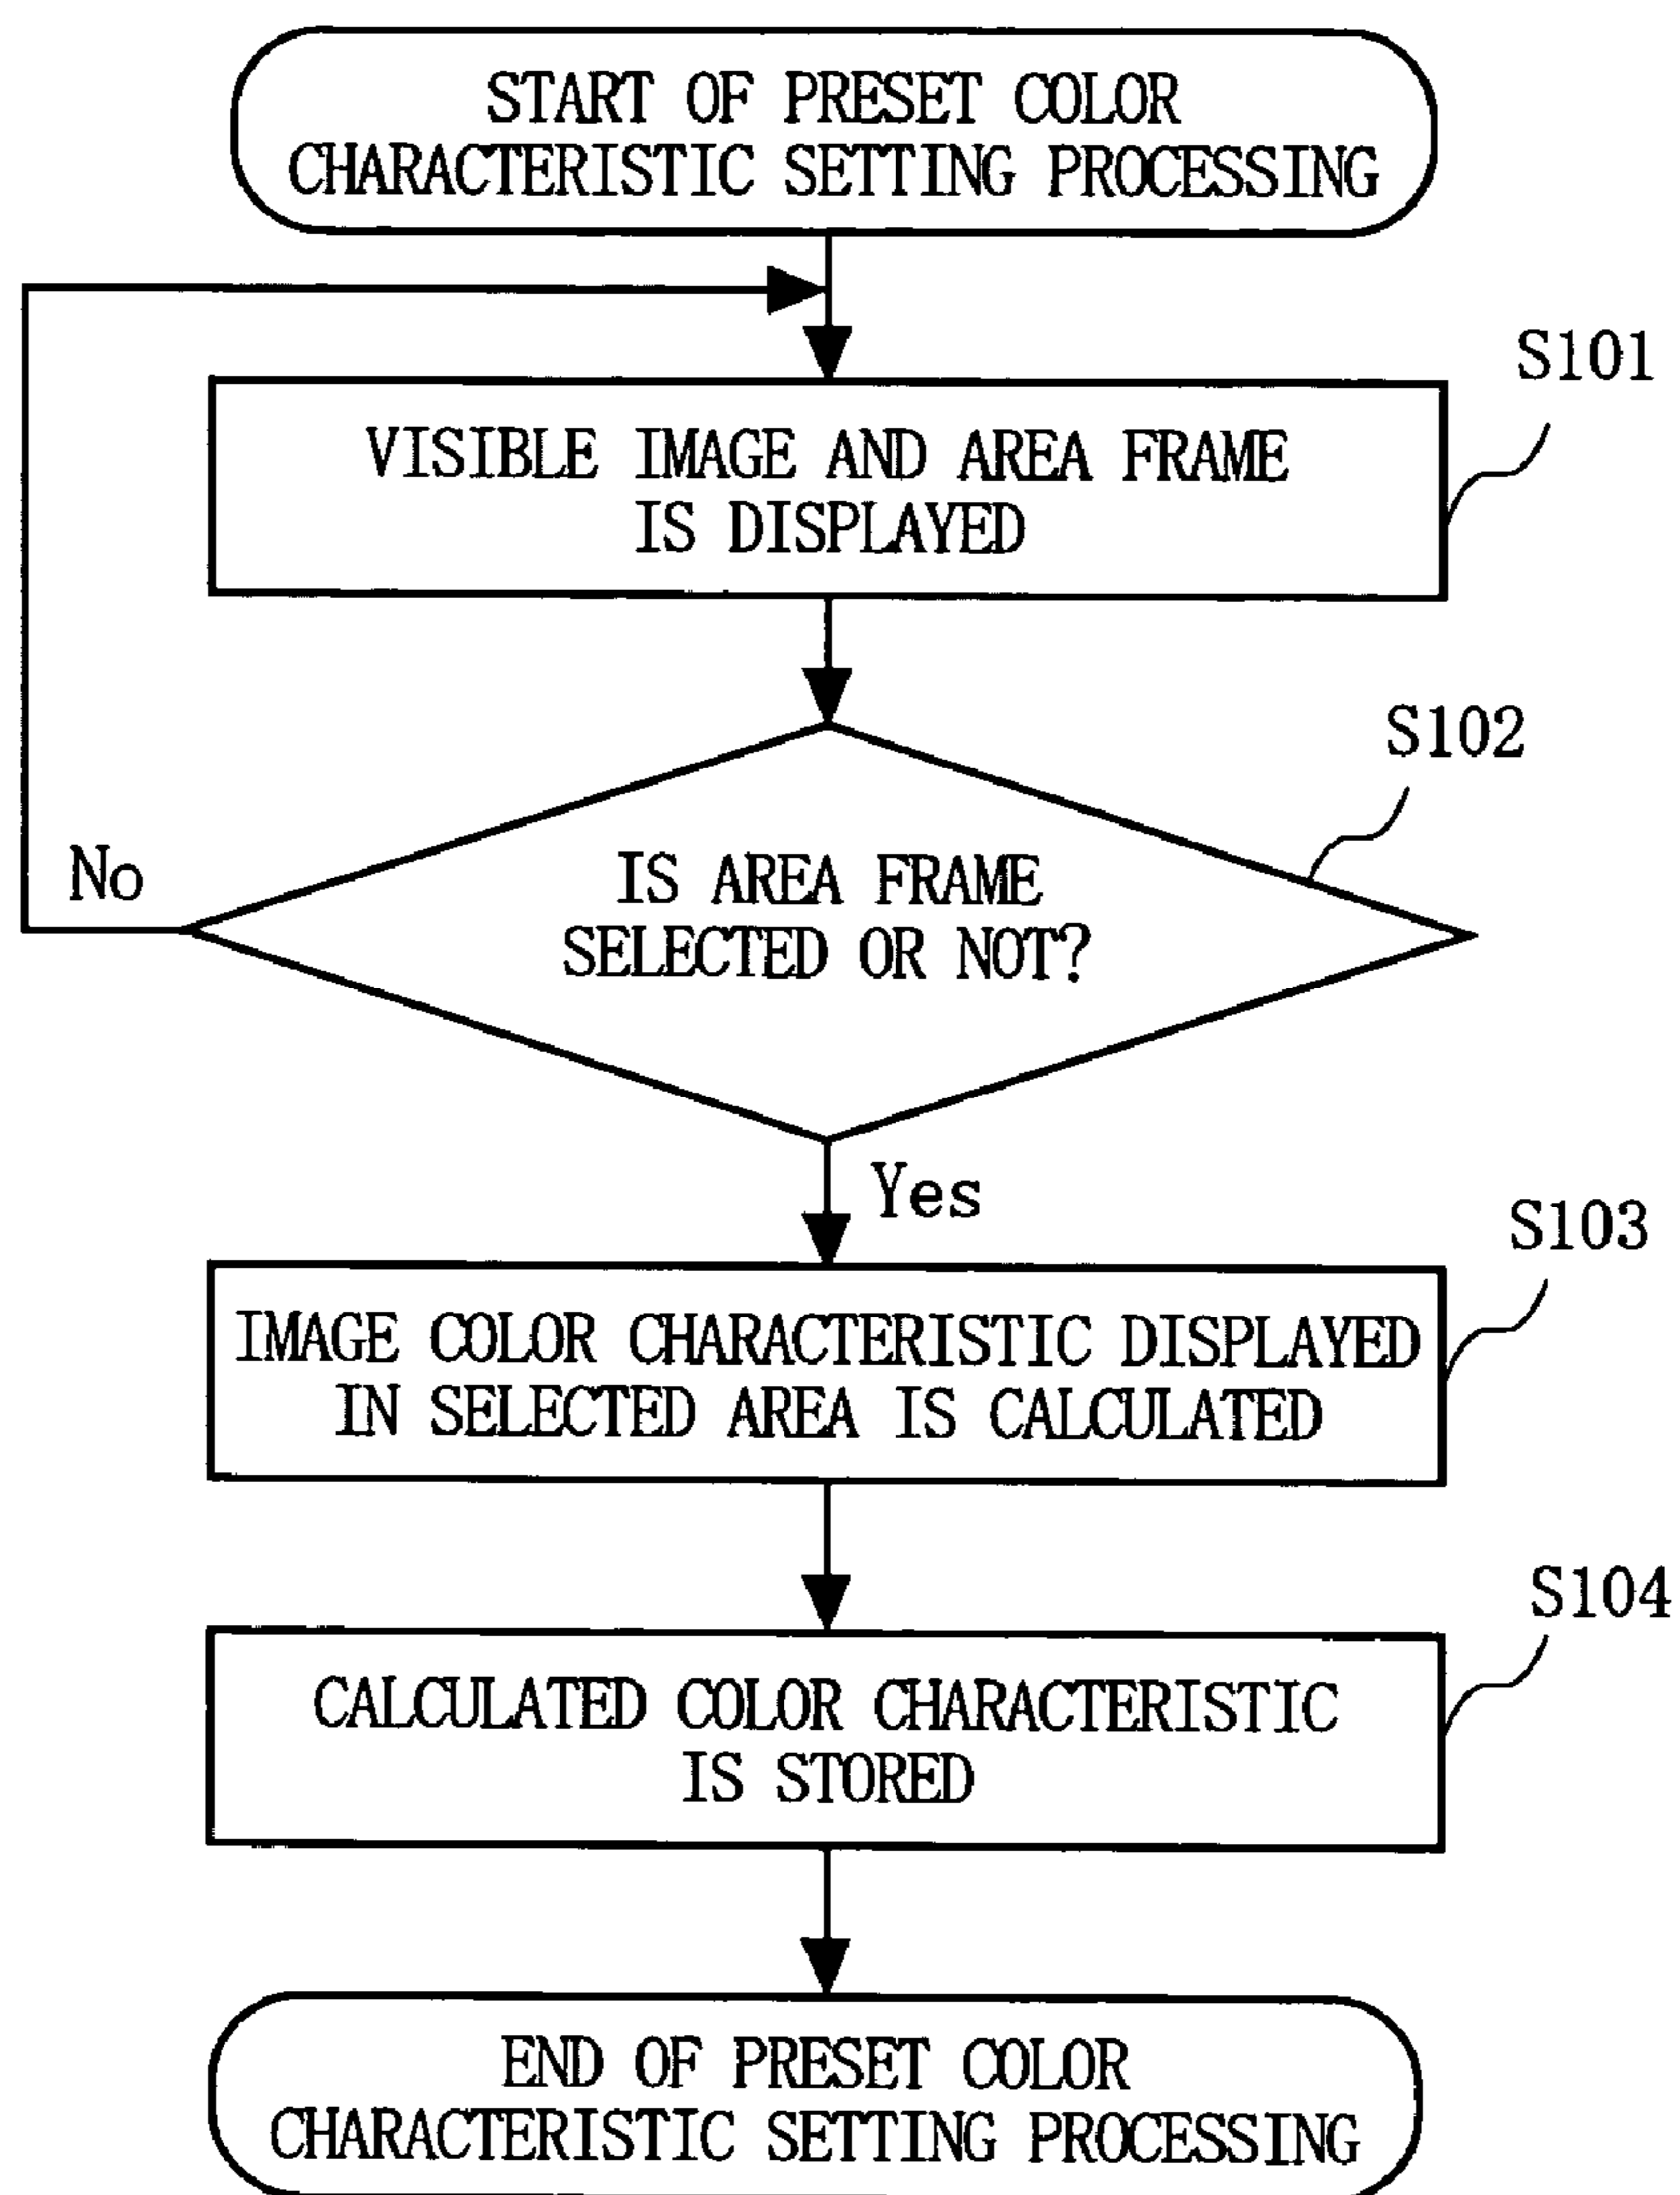 START OF PRESET COLOR
CHARACTERISTIC SETTING PROCESSING
S101
VISIBLE IMAGE AND AREA FRAME
IS DISPLAYED
S102
No
IS AREA FRAME
SELECTED OR NOT?
Yes
S103
IMAGE COLOR CHARACTERISTIC DISPLAYED
IN SELECTED AREA IS CALCULATED
S104
CALCULATED COLOR CHARACTERISTIC
IS STORED
END OF PRESET COLOR
CHARACTERISTIC SETTING PROCESSING